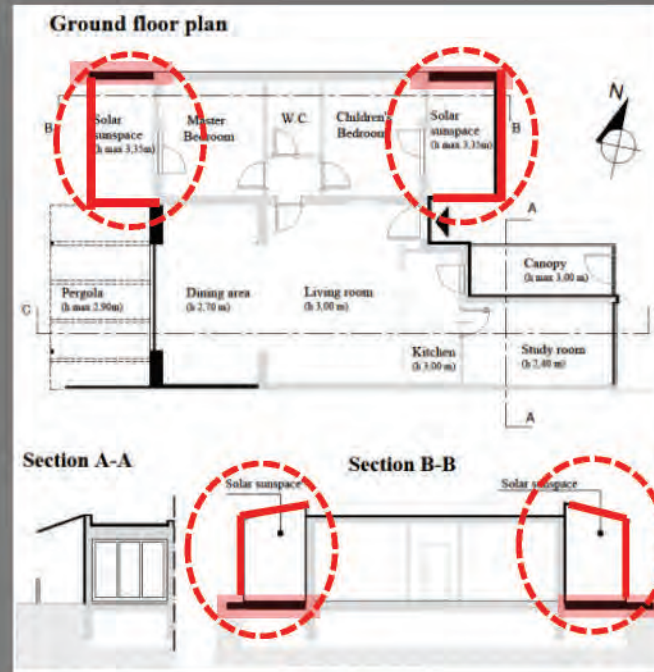 Ground floor plan
N
B
Solar
sunspace
(h max 3,35m)
Master
Bedroom
W.C.
Children's
Bedroom
Solar
sunspace
(h max 3,35m)
B
A
Canopy
(h max 3,00 m)
Pergola
(h max 2,90m)
Dining area
(h 2,70 m)
Living room
(h 3,00 m)
C
Kitchen
(h 3,00 m)
Study room
(h 2,40 m)
A
Section A-A
Section B-B
Solar sunspace
Solar sunspace